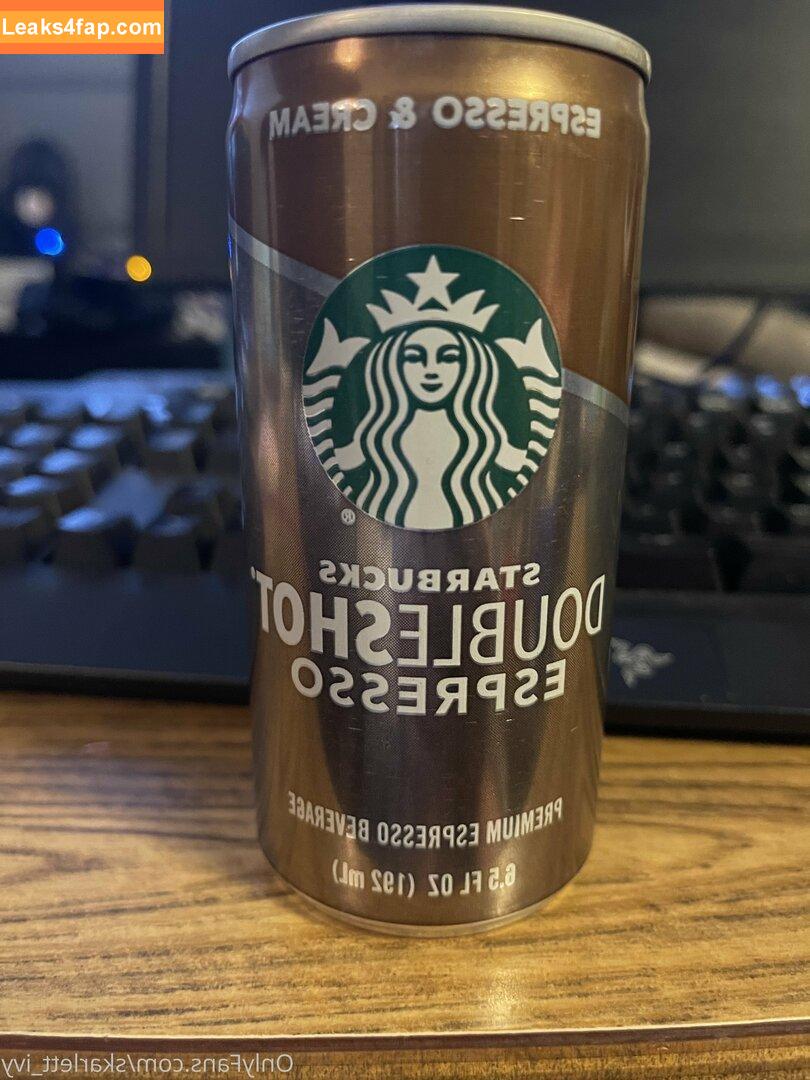 Leaks4fap.com
ESPRESSO & CREAM
®
STARBUCKS
DOUBLESHOT
ESPRESSO
PREMIUM ESPRESSO BEVERAGE
6.5 FL OZ (192 mL)
OnlyFans.com/skarlett_ivy